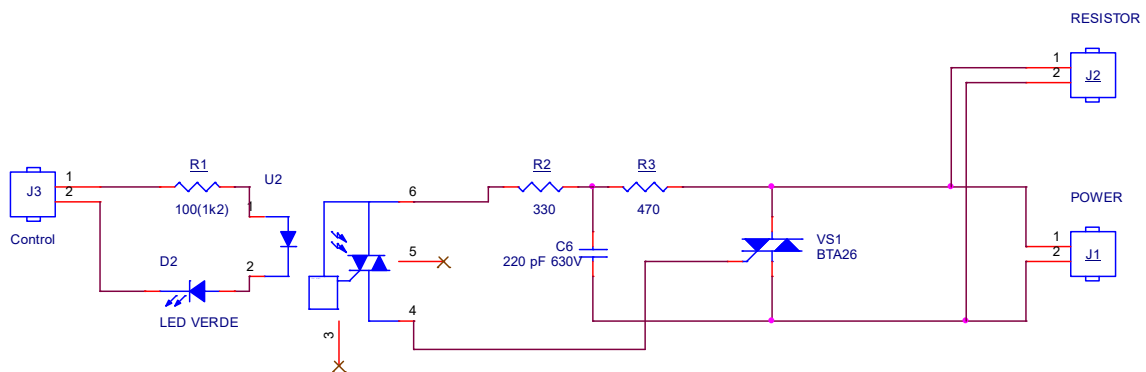 RESISTOR
1
2
J2
R1
U2
1
2
J3
100(1k2)
1
Control
D2
2
LED VERDE
6
5
4
3
R2
330
R3
470
C6
220 pF 630V
VS1
BTA26
POWER
1
2
J1